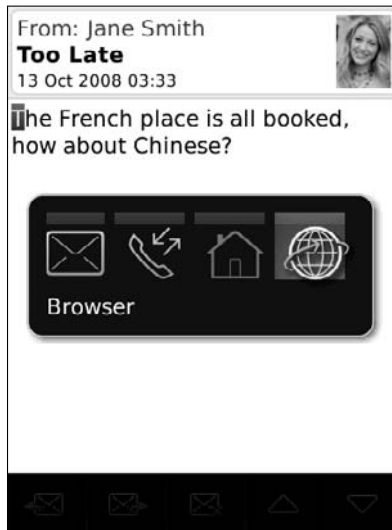 From: Jane Smith
Too Late
13 Oct 2008 03:33
The French place is all booked,
how about Chinese?
Browser